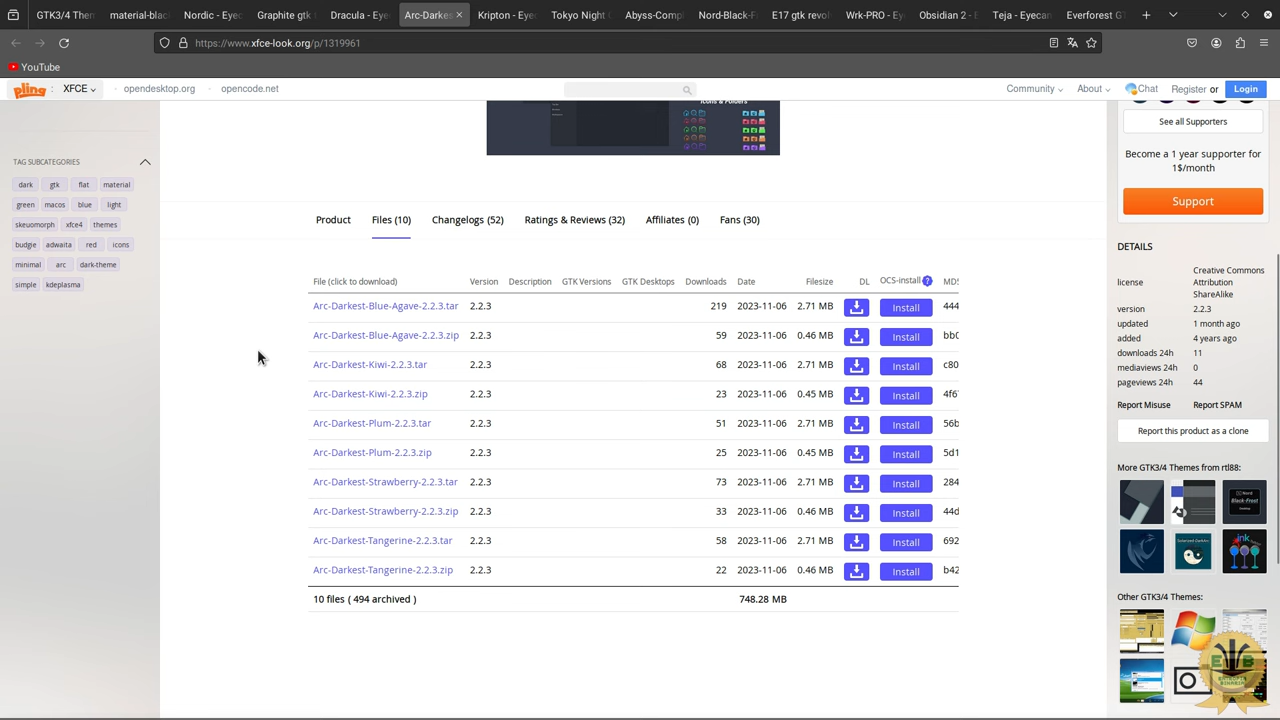 GTK3/4 Them
material-blac
Nordic - Eyec
Graphite gtk
Dracula - Eye
Arc-Darkes
Kripton - Eye
Tokyo Night
Abyss-Compl
Nord-Black-F
E17 gtk revol
Wrk-PRO - Ey
Obsidian 2 -
Teja - Eyecan
Everforest G
https://www.xfce-look.org/p/1319961
YouTube
pling : XFCE opendesktop.org opencode.net Community About Chat Register or Login
Icons & Folders
TAG SUBCATEGORIES
dark gtk flat material
green macos blue light
skeuomorph xfce4 themes
budgie adwaita red icons
minimal arc dark-theme
simple kdeplasma
Product Files (10) Changelogs (52) Ratings & Reviews (32) Affiliates (0) Fans (30)
File (click to download) Version Description GTK Versions GTK Desktops Downloads Date Filesize DL OCS-install ? MD5
Arc-Darkest-Blue-Agave-2.2.3.tar 2.2.3 219 2023-11-06 2.71 MB Install 444
Arc-Darkest-Blue-Agave-2.2.3.zip 2.2.3 59 2023-11-06 0.46 MB Install bb0
Arc-Darkest-Kiwi-2.2.3.tar 2.2.3 68 2023-11-06 2.71 MB Install c80
Arc-Darkest-Kiwi-2.2.3.zip 2.2.3 23 2023-11-06 0.45 MB Install 4f6
Arc-Darkest-Plum-2.2.3.tar 2.2.3 51 2023-11-06 2.71 MB Install 56b
Arc-Darkest-Plum-2.2.3.zip 2.2.3 25 2023-11-06 0.45 MB Install 5d1
Arc-Darkest-Strawberry-2.2.3.tar 2.2.3 73 2023-11-06 2.71 MB Install 284
Arc-Darkest-Strawberry-2.2.3.zip 2.2.3 33 2023-11-06 0.46 MB Install 44d
Arc-Darkest-Tangerine-2.2.3.tar 2.2.3 58 2023-11-06 2.71 MB Install 692
Arc-Darkest-Tangerine-2.2.3.zip 2.2.3 22 2023-11-06 0.46 MB Install b42
10 files ( 494 archived ) 748.28 MB
See all Supporters
Become a 1 year supporter for
1$/month
Support
DETAILS
license Creative Commons
Attribution
ShareAlike
version 2.2.3
updated 1 month ago
added 4 years ago
downloads 24h 11
mediaviews 24h 0
pageviews 24h 44
Report Misuse Report SPAM
Report this product as a clone
More GTK3/4 Themes from rtl88:
Other GTK3/4 Themes: